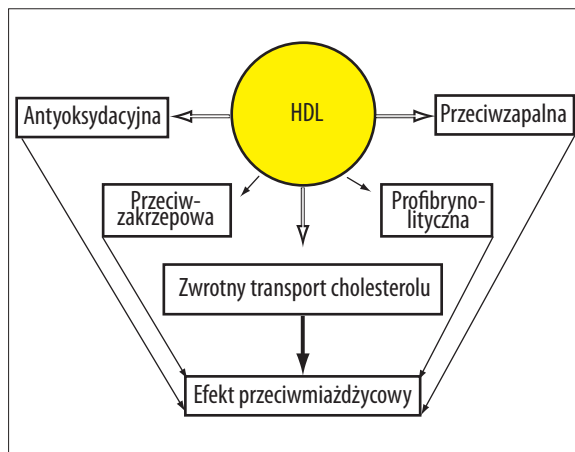 HDL
Antyoksydacyjna
Przeciwzapalna
Przeciw-
zakrzepowa
Profibryno-
lityczna
Zwrotny transport cholesterolu
Efekt przeciwmiażdżycowy